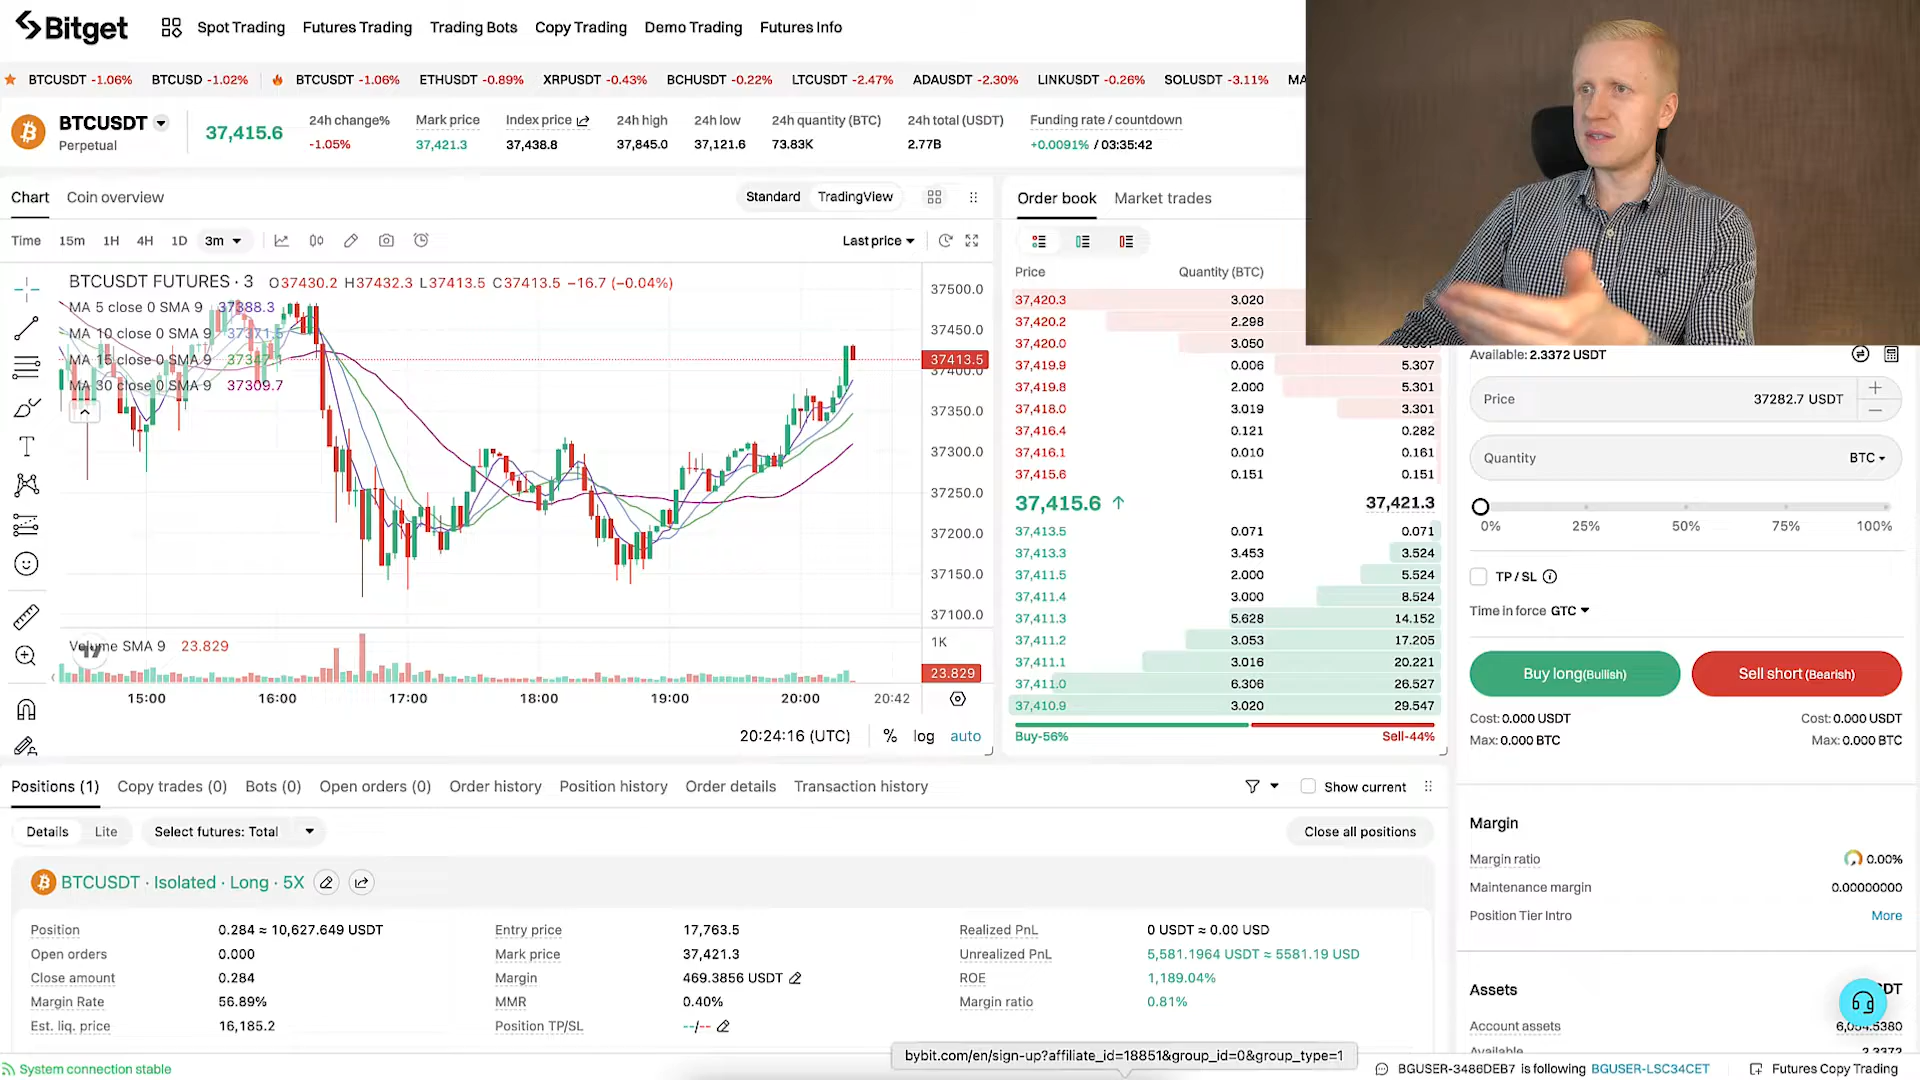 Bitget Spot Trading Futures Trading Trading Bots Copy Trading Demo Trading Futures Info
BTCUSDT -1.06% BTCUSD -1.02% BTCUSDT -1.06% ETHUSDT -0.89% XRPUSDT -0.43% BCHUSDT -0.22% LTCUSDT -2.47% ADAUSDT -2.30% LINKUSDT -0.26% SOLUSDT -3.11% MA
BTCUSDT
Perpetual
37,415.6
24h change% Mark price Index price 24h high 24h low 24h quantity (BTC) 24h total (USDT) Funding rate / countdown
-1.05% 37,421.3 37,438.8 37,845.0 37,121.6 73.83K 2.77B +0.0091% / 03:35:42
Chart Coin overview Standard TradingView
Time 15m 1H 4H 1D 3m Last price
BTCUSDT FUTURES · 3 O37430.2 H37432.3 L37413.5 C37413.5 −16.7 (−0.04%)
MA 5 close 0 SMA 9 37388.3
MA 10 close 0 SMA 9 37371.5
MA 15 close 0 SMA 9 37347.1
MA 30 close 0 SMA 9 37309.7
37500.0
37450.0
37413.5
37400.0
37350.0
37300.0
37250.0
37200.0
37150.0
37100.0
Volume SMA 9 23.829
1K
23.829
15:00 16:00 17:00 18:00 19:00 20:00 20:42
20:24:16 (UTC) % log auto
Order book Market trades
Price Quantity (BTC)
37,420.3 3.020
37,420.2 2.298
37,420.0 3.050
37,419.9 0.006 5.307
37,419.8 2.000 5.301
37,418.0 3.019 3.301
37,416.4 0.121 0.282
37,416.1 0.010 0.161
37,415.6 0.151 0.151
37,415.6 ↑ 37,421.3
37,413.5 0.071 0.071
37,413.3 3.453 3.524
37,411.5 2.000 5.524
37,411.4 3.000 8.524
37,411.3 5.628 14.152
37,411.2 3.053 17.205
37,411.1 3.016 20.221
37,411.0 6.306 26.527
37,410.9 3.020 29.547
Buy-56% Sell-44%
Available: 2.3372 USDT
Price 37282.7 USDT
Quantity BTC
0% 25% 50% 75% 100%
TP / SL
Time in force GTC
Buy long(Bullish) Sell short(Bearish)
Cost: 0.000 USDT Cost: 0.000 USDT
Max: 0.000 BTC Max: 0.000 BTC
Margin
Margin ratio 0.00%
Maintenance margin 0.00000000
Position Tier Intro More
Assets
Account assets
Positions (1) Copy trades (0) Bots (0) Open orders (0) Order history Position history Order details Transaction history Show current
Details Lite Select futures: Total Close all positions
BTCUSDT · Isolated · Long · 5X
Position 0.284 ≈ 10,627.649 USDT Entry price 17,763.5 Realized PnL 0 USDT ≈ 0.00 USD
Open orders 0.000 Mark price 37,421.3 Unrealized PnL 5,581.1964 USDT ≈ 5581.19 USD
Close amount 0.284 Margin 469.3856 USDT ROE 1,189.04%
Margin Rate 56.89% MMR 0.40% Margin ratio 0.81%
Est. liq. price 16,185.2 Position TP/SL --/--
bybit.com/en/sign-up?affiliate_id=18851&group_id=0&group_type=1
System connection stable BGUSER-3486DEB7 is following BGUSER-LSC34CET Futures Copy Trading